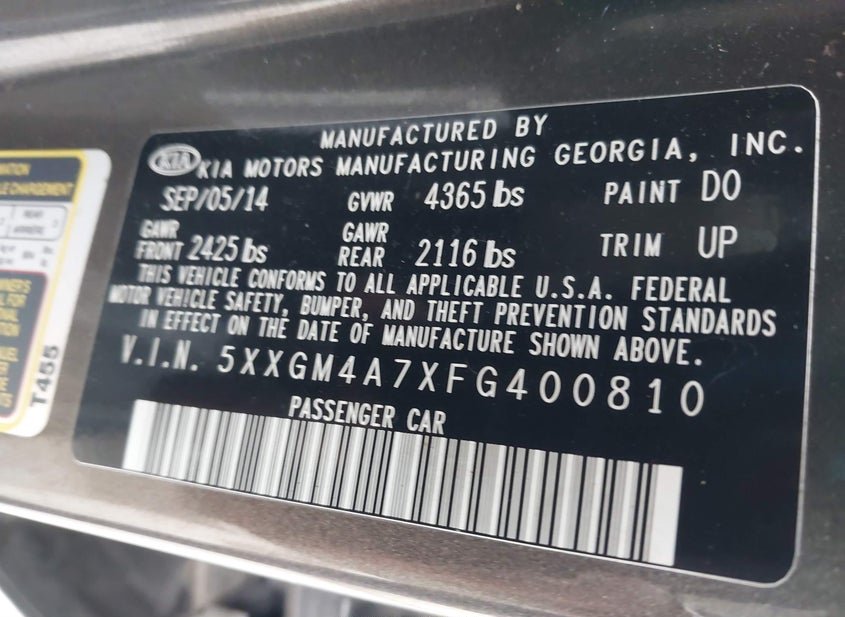 MANUFACTURED BY
KIA KIA MOTORS MANUFACTURING GEORGIA, INC.
SEP/05/14 GVWR 4365 lbs PAINT D0
GAWR FRONT 2425 lbs GAWR REAR 2116 lbs TRIM UP
THIS VEHICLE CONFORMS TO ALL APPLICABLE U.S.A. FEDERAL
MOTOR VEHICLE SAFETY, BUMPER, AND THEFT PREVENTION STANDARDS
IN EFFECT ON THE DATE OF MANUFACTURE SHOWN ABOVE.
V.I.N. 5XXGM4A7XFG400810
PASSENGER CAR
T455